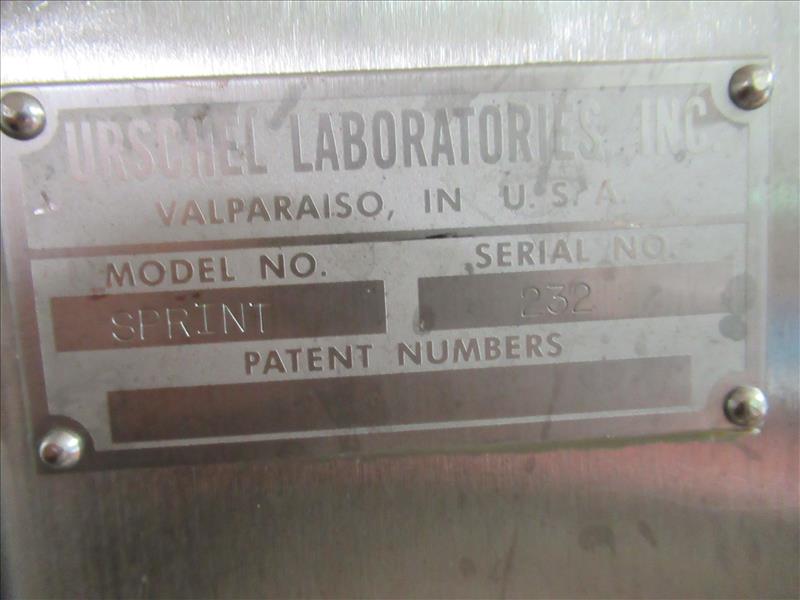 URSCHEL LABORATORIES, INC.
VALPARAISO, IN U.S.A.
MODEL NO. SERIAL NO.
SPRINT 232
PATENT NUMBERS